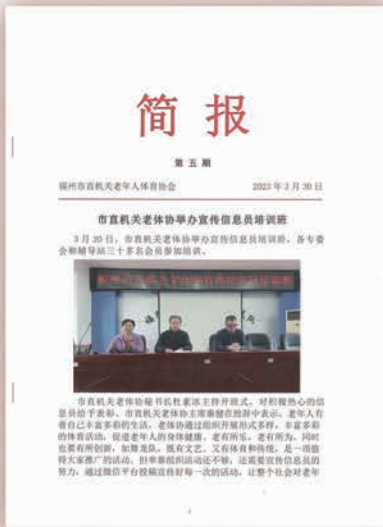 简 报
第 五 期
福州市直机关老年人体育协会 2023 年 3 月 30 日
市直机关老体协举办宣传信息员培训班
3 月 20 日，市直机关老体协举办宣传信息员培训班，各专委
会和辅导站三十多名会员参加培训。
市直机关老体协秘书长杜素冰主持开班式，对积极热心的信
息员给予表彰。市直机关老体协主席秦健在致辞中表示，老年人有
着自己丰富多彩的生活，老体协通过组织开展形式多样，丰富多彩
的体育活动，促进老年人的身体健康，老有所乐，老有所为。同时
也要有所创新，如舞龙队，既有文艺，又有体育和传统，是一项值
得大家推广的活动。但单靠组织活动还不够，还需要宣传信息员的
努力，通过微信平台投稿宣传好每一次的活动，让整个社会对老年